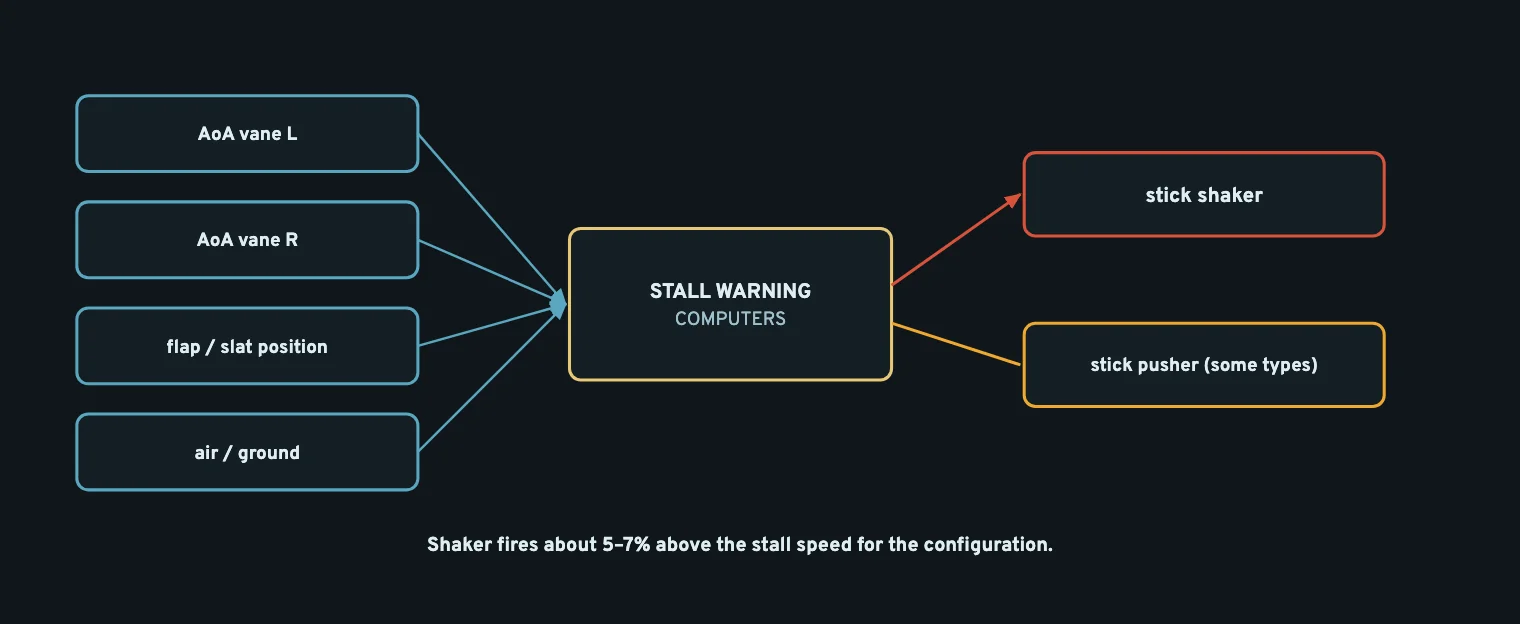 AoA vane L
AoA vane R
flap / slat position
air / ground
STALL WARNING
COMPUTERS
stick shaker
stick pusher (some types)
Shaker fires about 5–7% above the stall speed for the configuration.